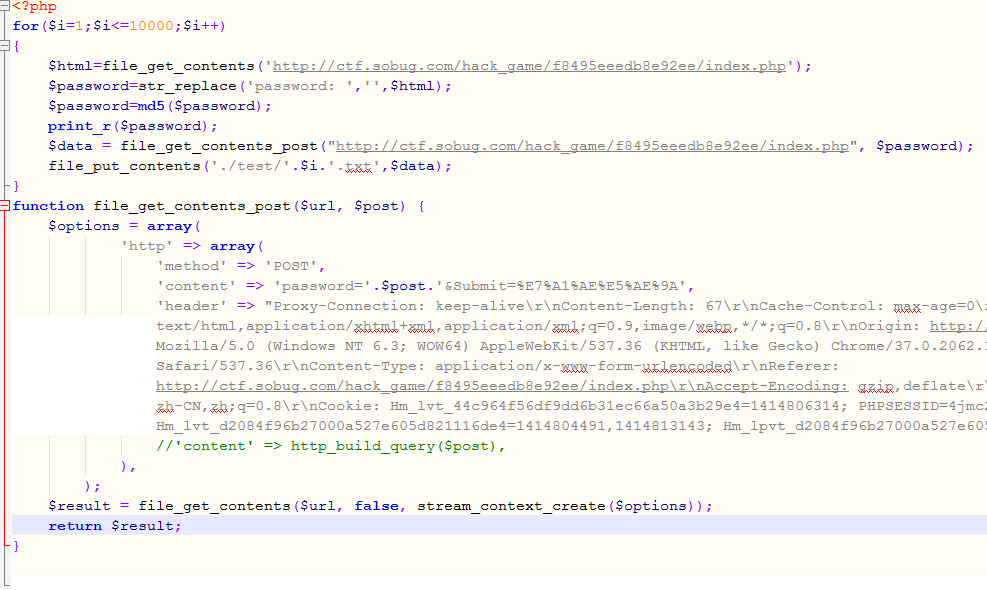 <?php
for($i=1;$i<=10000;$i++)
{
$html=file_get_contents('http://ctf.sobug.com/hack_game/f8495eeedb8e92ee/index.php');
$password=str_replace('password: ','',$html);
$password=md5($password);
print_r($password);
$data = file_get_contents_post("http://ctf.sobug.com/hack_game/f8495eeedb8e92ee/index.php", $password);
file_put_contents('./test/'.$i.'.txt',$data);
}
function file_get_contents_post($url, $post) {
$options = array(
'http' => array(
'method' => 'POST',
'content' => 'password='.$post.'&Submit=%E7%A1%AE%E5%AE%9A',
'header' => "Proxy-Connection: keep-alive\r\nContent-Length: 67\r\nCache-Control: max-age=0\r
text/html,application/xhtml+xml,application/xml;q=0.9,image/webp,*/*;q=0.8\r\nOrigin: http:/
Mozilla/5.0 (Windows NT 6.3; WOW64) AppleWebKit/537.36 (KHTML, like Gecko) Chrome/37.0.2062.1
Safari/537.36\r\nContent-Type: application/x-www-form-urlencoded\r\nReferer:
http://ctf.sobug.com/hack_game/f8495eeedb8e92ee/index.php\r\nAccept-Encoding: gzip,deflate\r
zh-CN,zh;q=0.8\r\nCookie: Hm_lvt_44c964f56df9dd6b31ec66a50a3b29e4=1414806314; PHPSESSID=4jmc2
Hm_lvt_d2084f96b27000a527e605d821116de4=1414804491,1414813143; Hm_lpvt_d2084f96b27000a527e605
//'content' => http_build_query($post),
),
);
$result = file_get_contents($url, false, stream_context_create($options));
return $result;
}